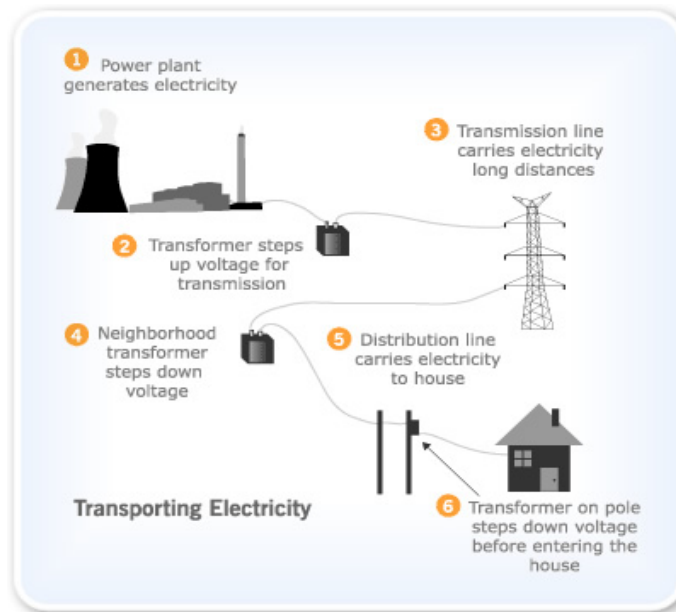 1 Power plant
generates electricity
2 Transformer steps
up voltage for
transmission
3 Transmission line
carries electricity
long distances
4 Neighborhood
transformer
steps down
voltage
5 Distribution line
carries electricity
to house
6 Transformer on pole
steps down voltage
before entering the
house
Transporting Electricity